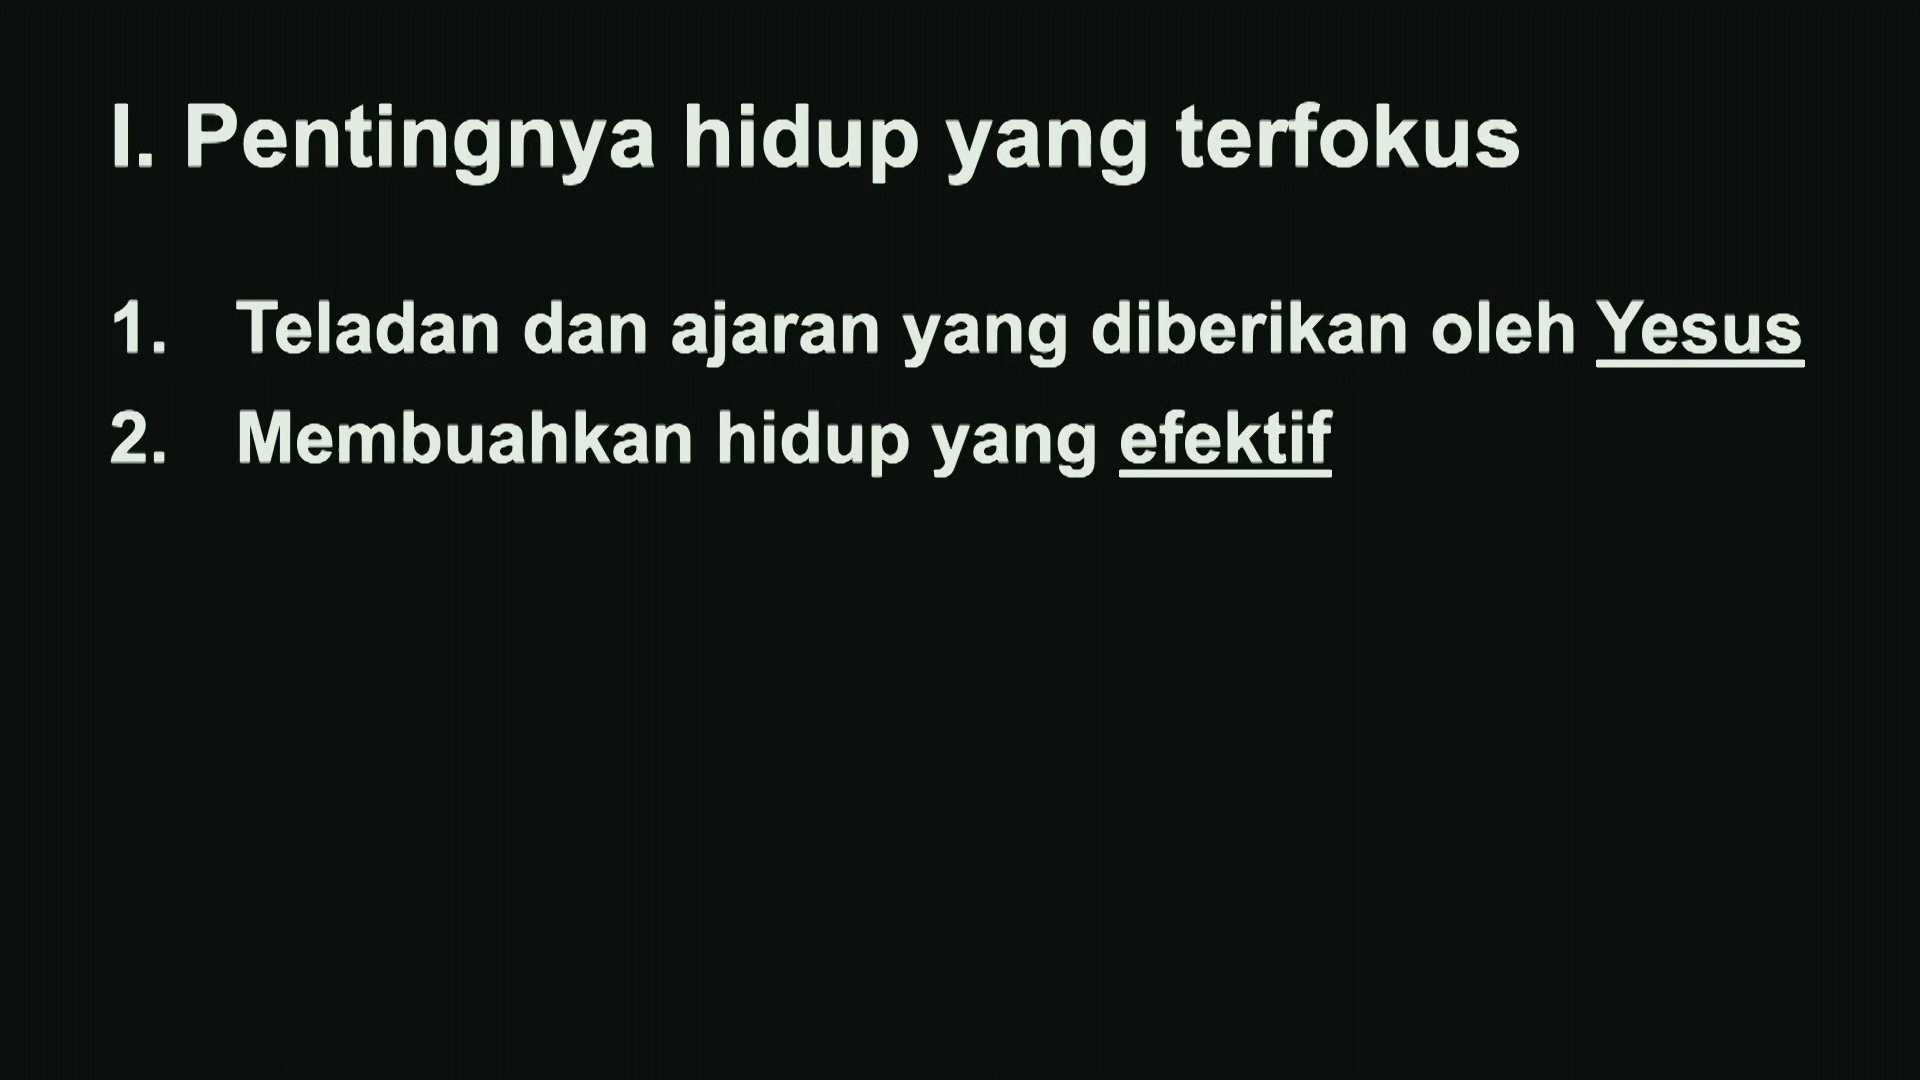 I. Pentingnya hidup yang terfokus
1. Teladan dan ajaran yang diberikan oleh Yesus
2. Membuahkan hidup yang efektif